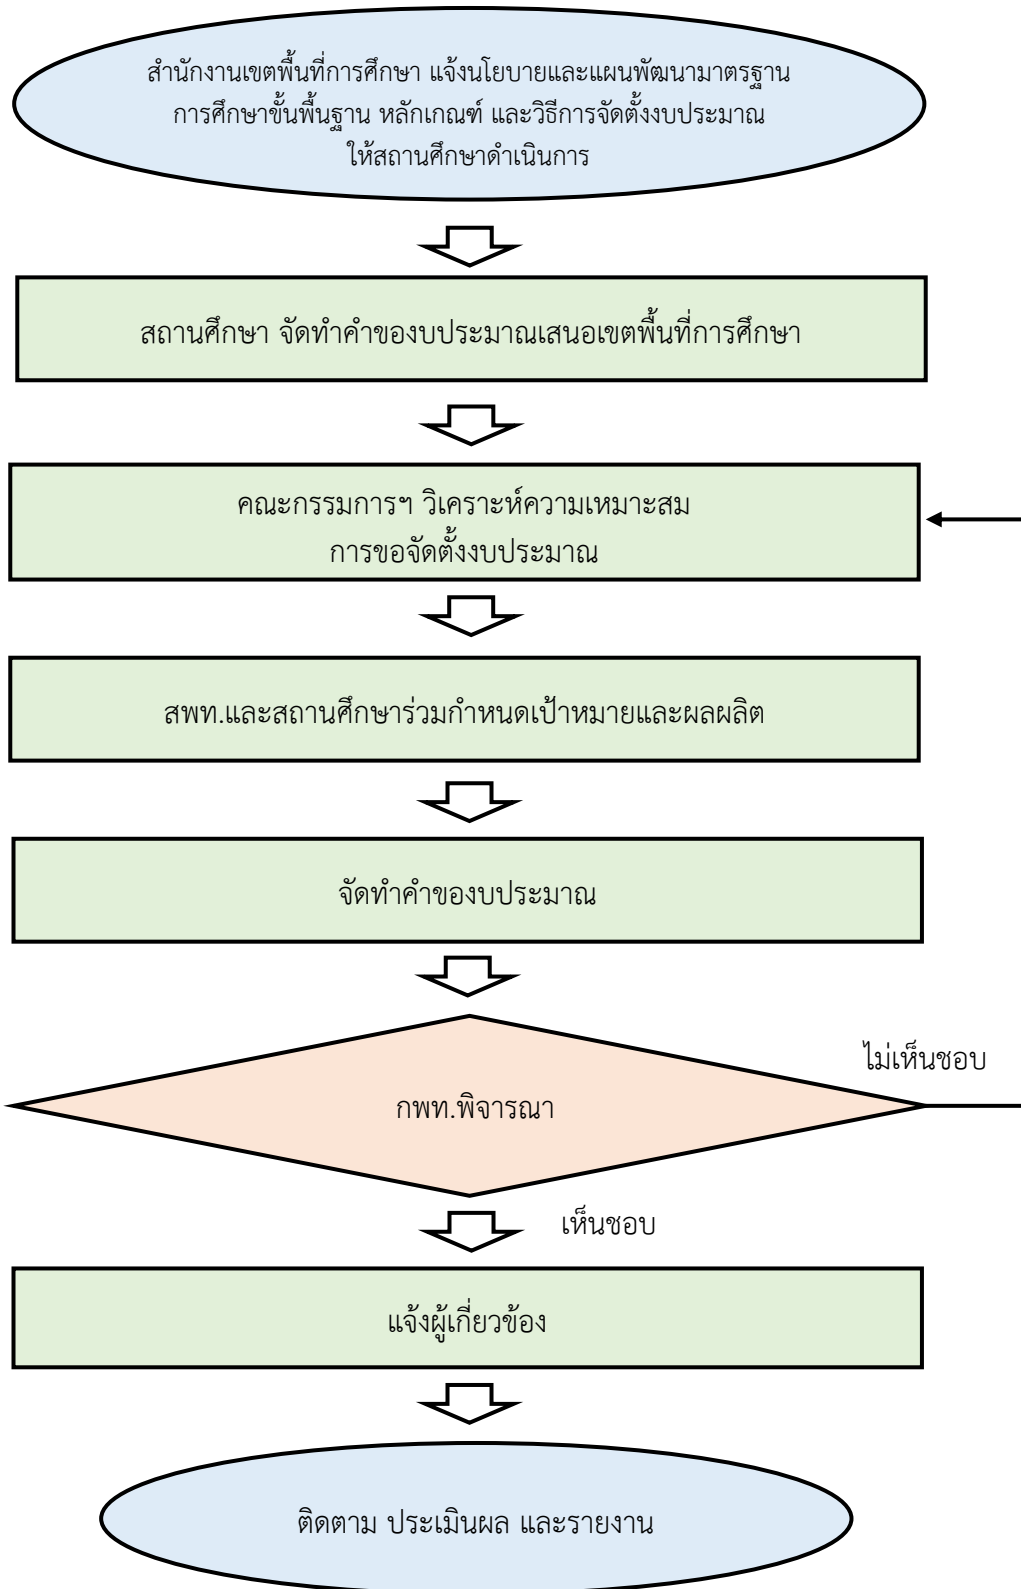 สำนักงานเขตพื้นที่การศึกษา แจ้งนโยบายและแผนพัฒนามาตรฐาน
การศึกษาขั้นพื้นฐาน หลักเกณฑ์ และวิธีการจัดตั้งงบประมาณ
ให้สถานศึกษาดำเนินการ
สถานศึกษา จัดทำคำของบประมาณเสนอเขตพื้นที่การศึกษา
คณะกรรมการฯ วิเคราะห์ความเหมาะสม
การขอจัดตั้งงบประมาณ
สพท.และสถานศึกษาร่วมกำหนดเป้าหมายและผลผลิต
จัดทำคำของบประมาณ
ไม่เห็นชอบ
กพท.พิจารณา
เห็นชอบ
แจ้งผู้เกี่ยวข้อง
ติดตาม ประเมินผล และรายงาน